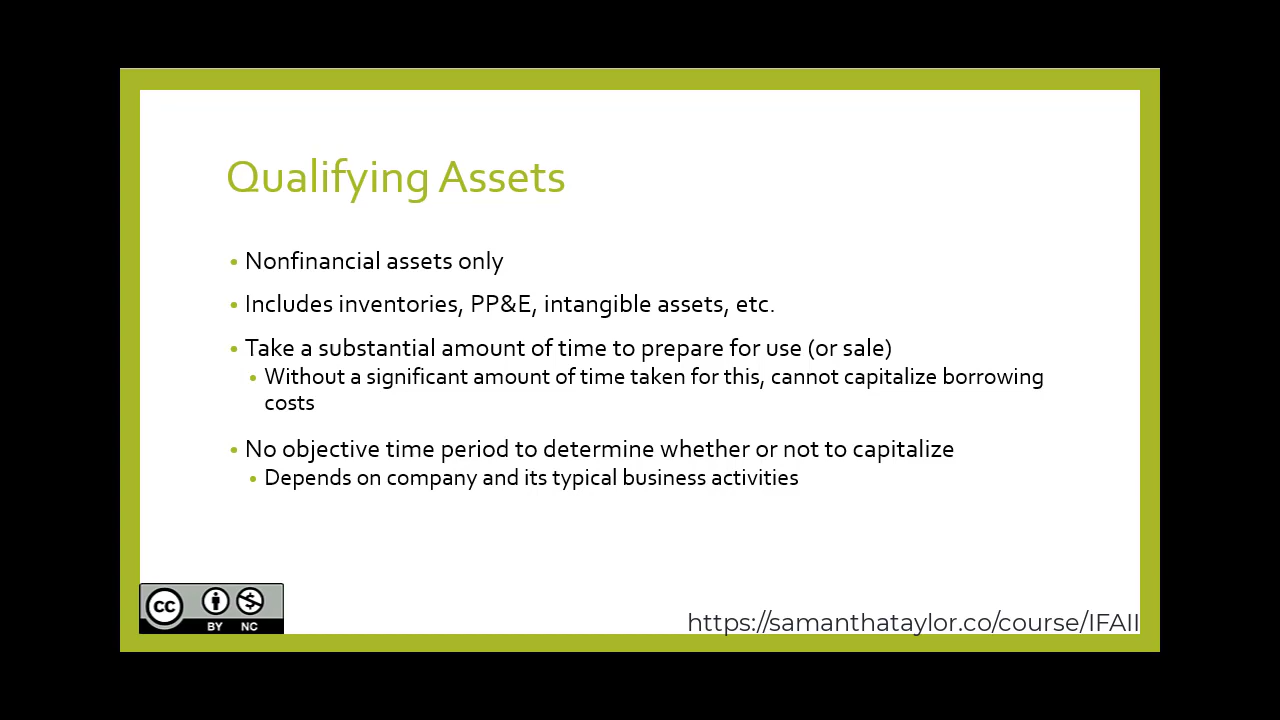 Qualifying Assets
• Nonfinancial assets only
• Includes inventories, PP&E, intangible assets, etc.
• Take a substantial amount of time to prepare for use (or sale)
• Without a significant amount of time taken for this, cannot capitalize borrowing
costs
• No objective time period to determine whether or not to capitalize
• Depends on company and its typical business activities
cc BY NC
https://samanthataylor.co/course/IFAII